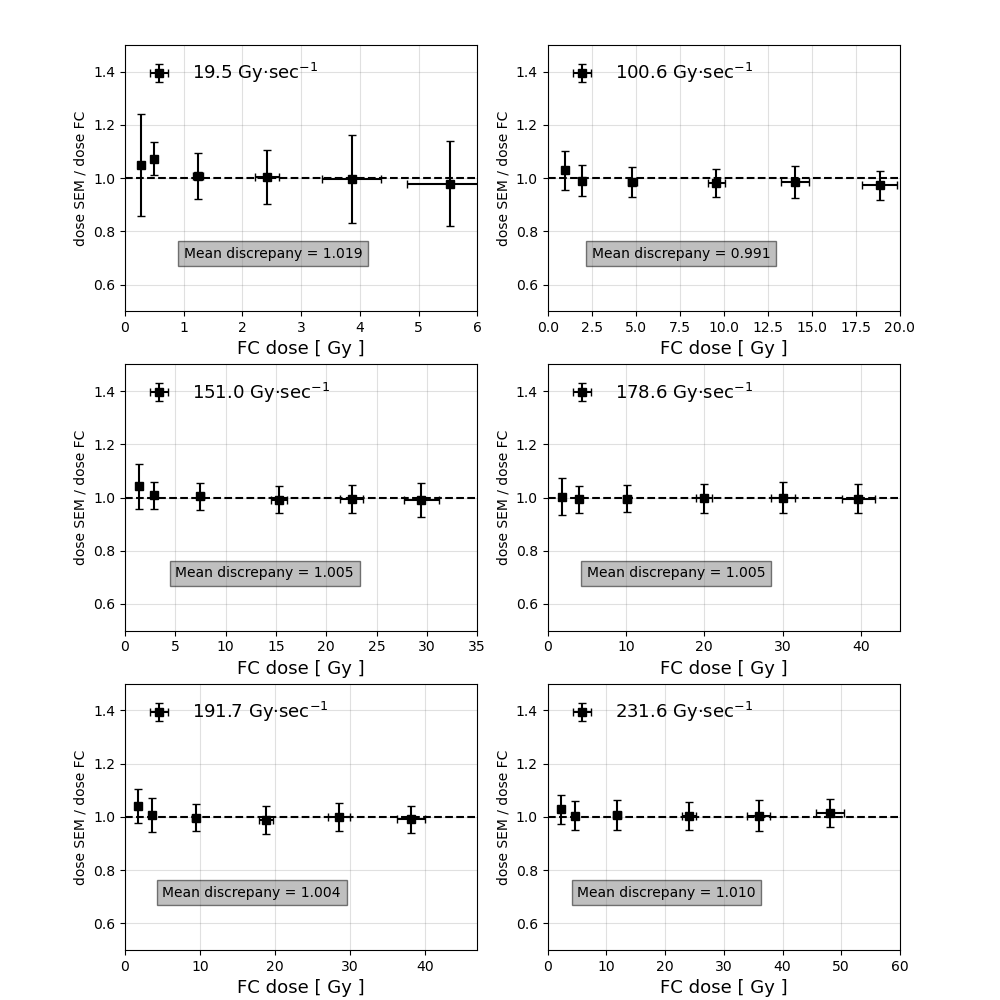 19.5 Gy·sec⁻¹
dose SEM / dose FC
1.4
1.2
1.0
0.8
0.6
Mean discrepany = 1.019
0 1 2 3 4 5 6
FC dose [ Gy ]
100.6 Gy·sec⁻¹
dose SEM / dose FC
1.4
1.2
1.0
0.8
0.6
Mean discrepany = 0.991
0.0 2.5 5.0 7.5 10.0 12.5 15.0 17.5 20.0
FC dose [ Gy ]
151.0 Gy·sec⁻¹
dose SEM / dose FC
1.4
1.2
1.0
0.8
0.6
Mean discrepany = 1.005
0 5 10 15 20 25 30 35
FC dose [ Gy ]
178.6 Gy·sec⁻¹
dose SEM / dose FC
1.4
1.2
1.0
0.8
0.6
Mean discrepany = 1.005
0 10 20 30 40
FC dose [ Gy ]
191.7 Gy·sec⁻¹
dose SEM / dose FC
1.4
1.2
1.0
0.8
0.6
Mean discrepany = 1.004
0 10 20 30 40
FC dose [ Gy ]
231.6 Gy·sec⁻¹
dose SEM / dose FC
1.4
1.2
1.0
0.8
0.6
Mean discrepany = 1.010
0 10 20 30 40 50 60
FC dose [ Gy ]